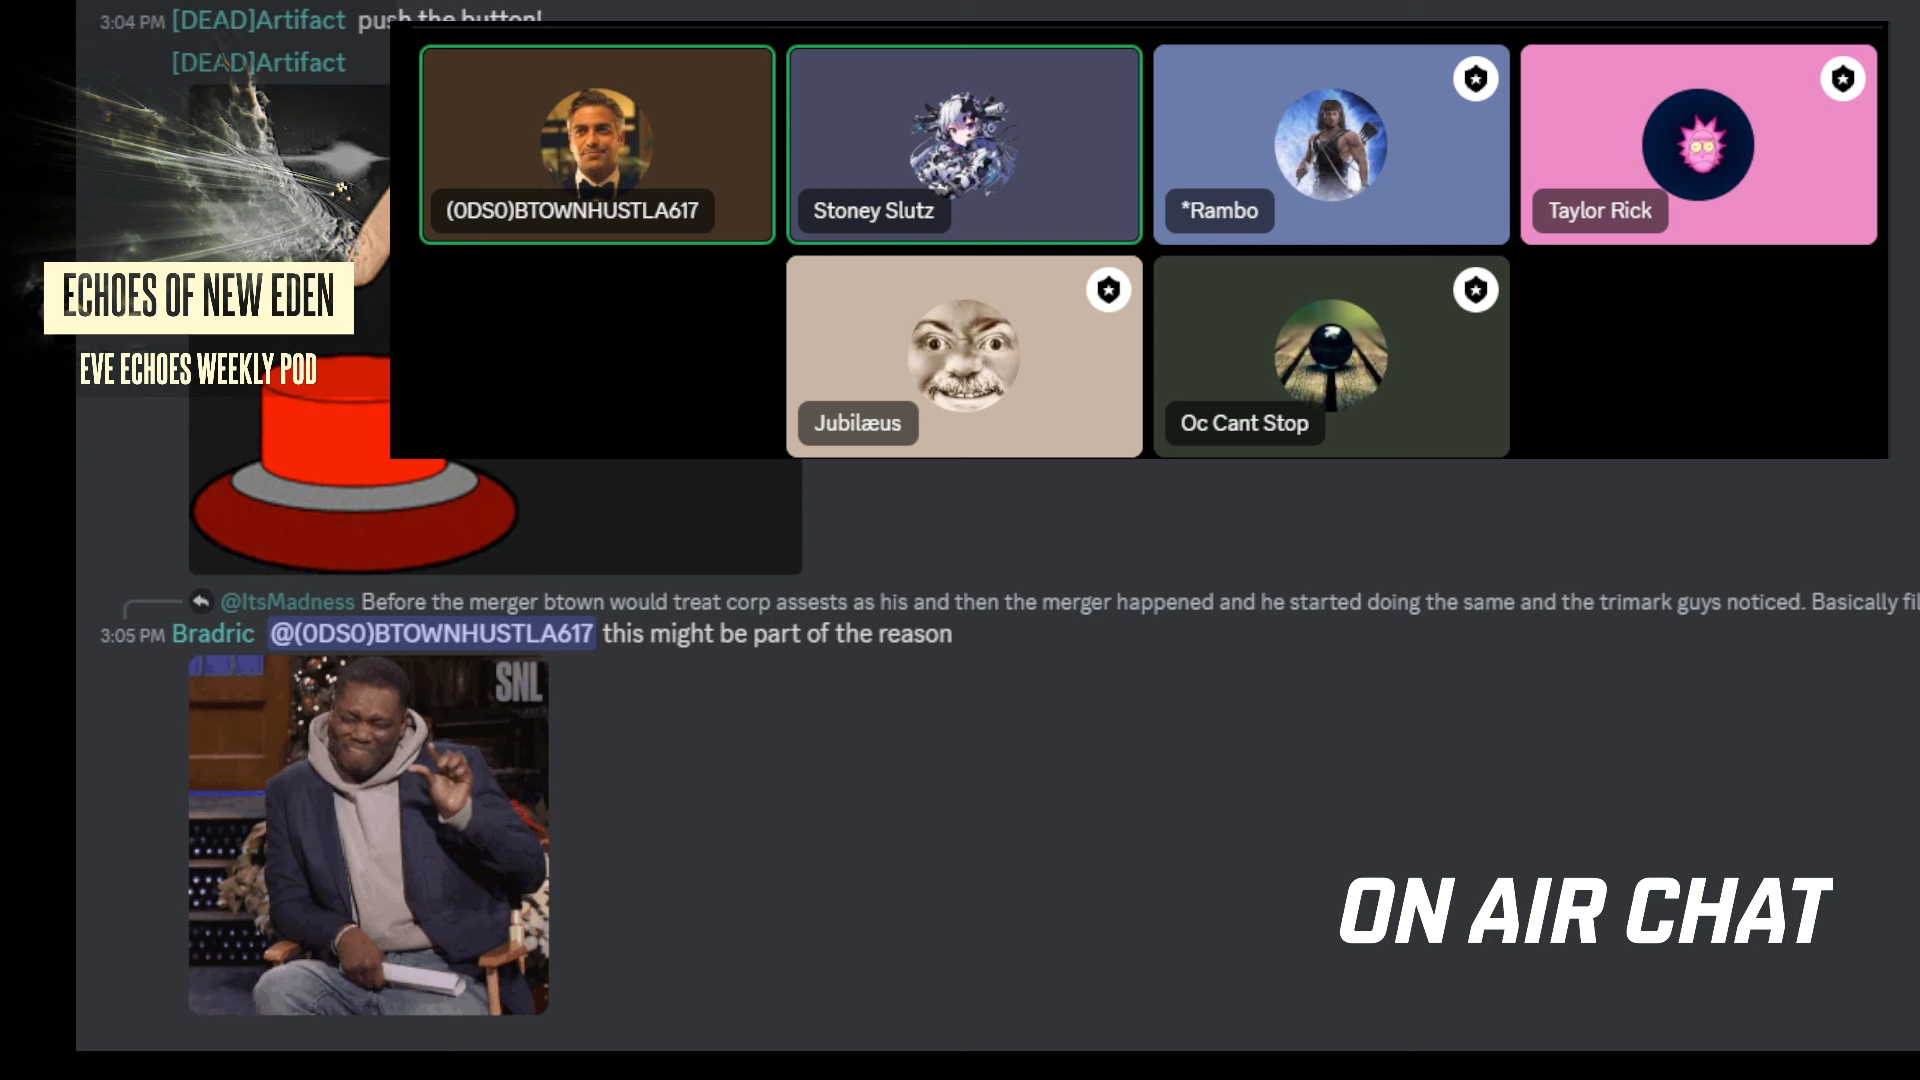 3:04 PM [DEAD]Artifact push the button!
[DEAD]Artifact
(0DS0)BTOWNHUSTLA617
Stoney Slutz
*Rambo
Taylor Rick
ECHOES OF NEW EDEN
EVE ECHOES WEEKLY POD
Jubilæus
Oc Cant Stop
@ItsMadness Before the merger btown would treat corp assests as his and then the merger happened and he started doing the same and the trimark guys noticed. Basically
3:05 PM Bradric @(0DS0)BTOWNHUSTLA617 this might be part of the reason
SNL
ON AIR CHAT